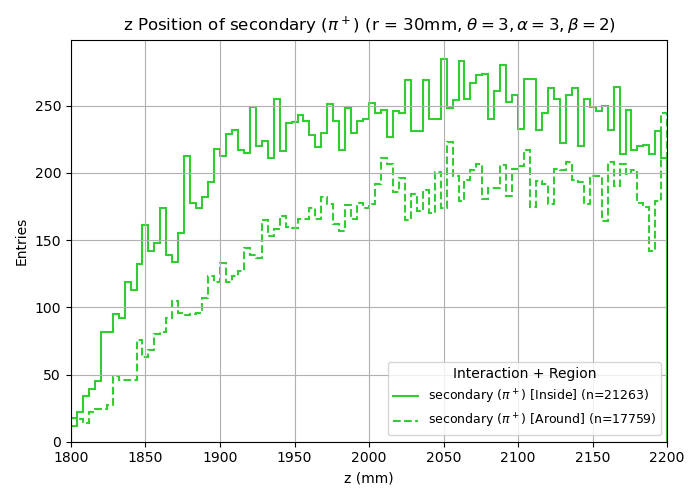 z Position of secondary (π⁺) (r = 30mm, θ = 3, α = 3, β = 2)
Entries
250
200
150
100
50
0
1800 1850 1900 1950 2000 2050 2100 2150 2200
z (mm)
Interaction + Region
secondary (π⁺) [Inside] (n=21263)
secondary (π⁺) [Around] (n=17759)